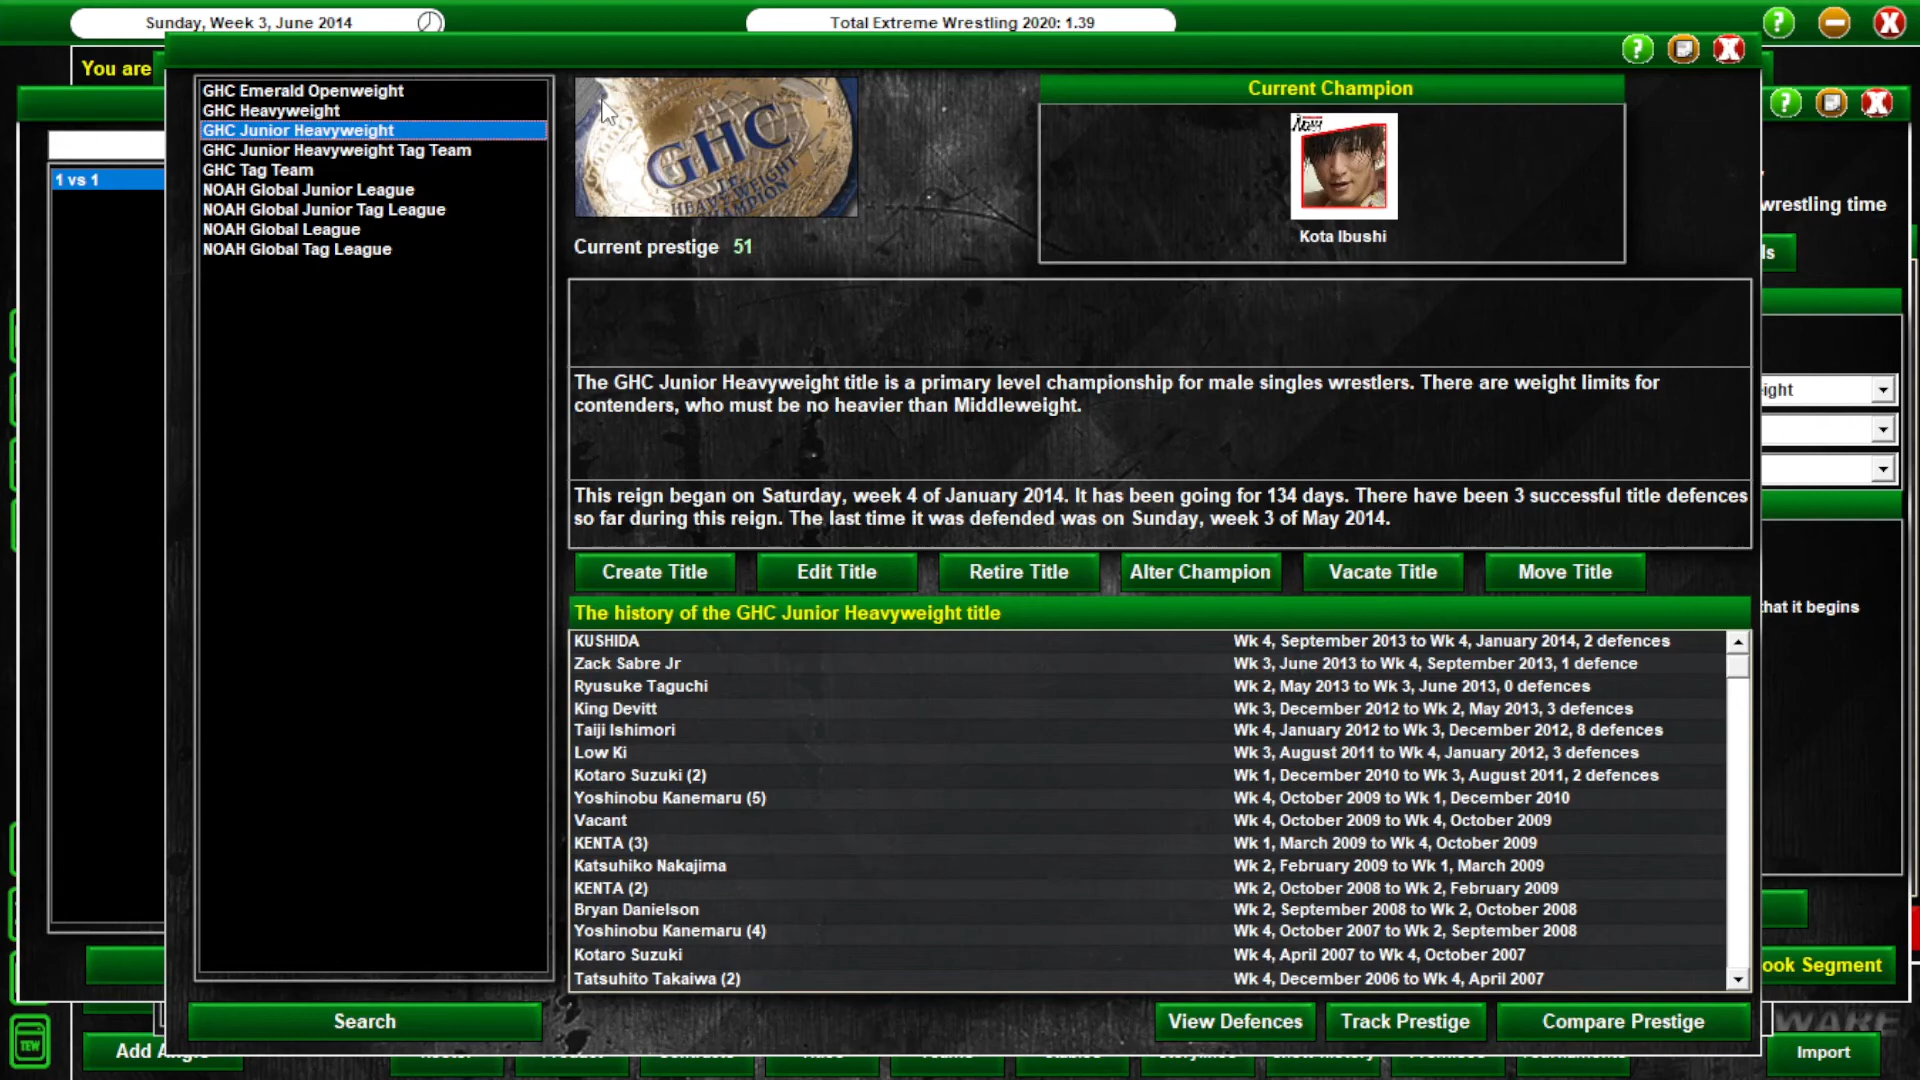 Sunday, Week 3, June 2014
Total Extreme Wrestling 2020: 1.39
You are
GHC Emerald Openweight
GHC Heavyweight
GHC Junior Heavyweight
GHC Junior Heavyweight Tag Team
GHC Tag Team
NOAH Global Junior League
NOAH Global Junior Tag League
NOAH Global League
NOAH Global Tag League
1 vs 1
GHC
HEAVYWEIGHT
CHAMPION
Current prestige 51
Current Champion
NOAH
Kota Ibushi
wrestling time
The GHC Junior Heavyweight title is a primary level championship for male singles wrestlers. There are weight limits for
contenders, who must be no heavier than Middleweight.
This reign began on Saturday, week 4 of January 2014. It has been going for 134 days. There have been 3 successful title defences
so far during this reign. The last time it was defended was on Sunday, week 3 of May 2014.
Create Title Edit Title Retire Title Alter Champion Vacate Title Move Title
The history of the GHC Junior Heavyweight title
KUSHIDA Wk 4, September 2013 to Wk 4, January 2014, 2 defences
Zack Sabre Jr Wk 3, June 2013 to Wk 4, September 2013, 1 defence
Ryusuke Taguchi Wk 2, May 2013 to Wk 3, June 2013, 0 defences
King Devitt Wk 3, December 2012 to Wk 2, May 2013, 3 defences
Taiji Ishimori Wk 4, January 2012 to Wk 3, December 2012, 8 defences
Low Ki Wk 3, August 2011 to Wk 4, January 2012, 3 defences
Kotaro Suzuki (2) Wk 1, December 2010 to Wk 3, August 2011, 2 defences
Yoshinobu Kanemaru (5) Wk 4, October 2009 to Wk 1, December 2010
Vacant Wk 4, October 2009 to Wk 4, October 2009
KENTA (3) Wk 1, March 2009 to Wk 4, October 2009
Katsuhiko Nakajima Wk 2, February 2009 to Wk 1, March 2009
KENTA (2) Wk 2, October 2008 to Wk 2, February 2009
Bryan Danielson Wk 2, September 2008 to Wk 2, October 2008
Yoshinobu Kanemaru (4) Wk 4, October 2007 to Wk 2, September 2008
Kotaro Suzuki Wk 4, April 2007 to Wk 4, October 2007
Tatsuhito Takaiwa (2) Wk 4, December 2006 to Wk 4, April 2007
that it begins
ook Segment
Search
View Defences Track Prestige Compare Prestige
TEW
Add Angle
WARE
Import